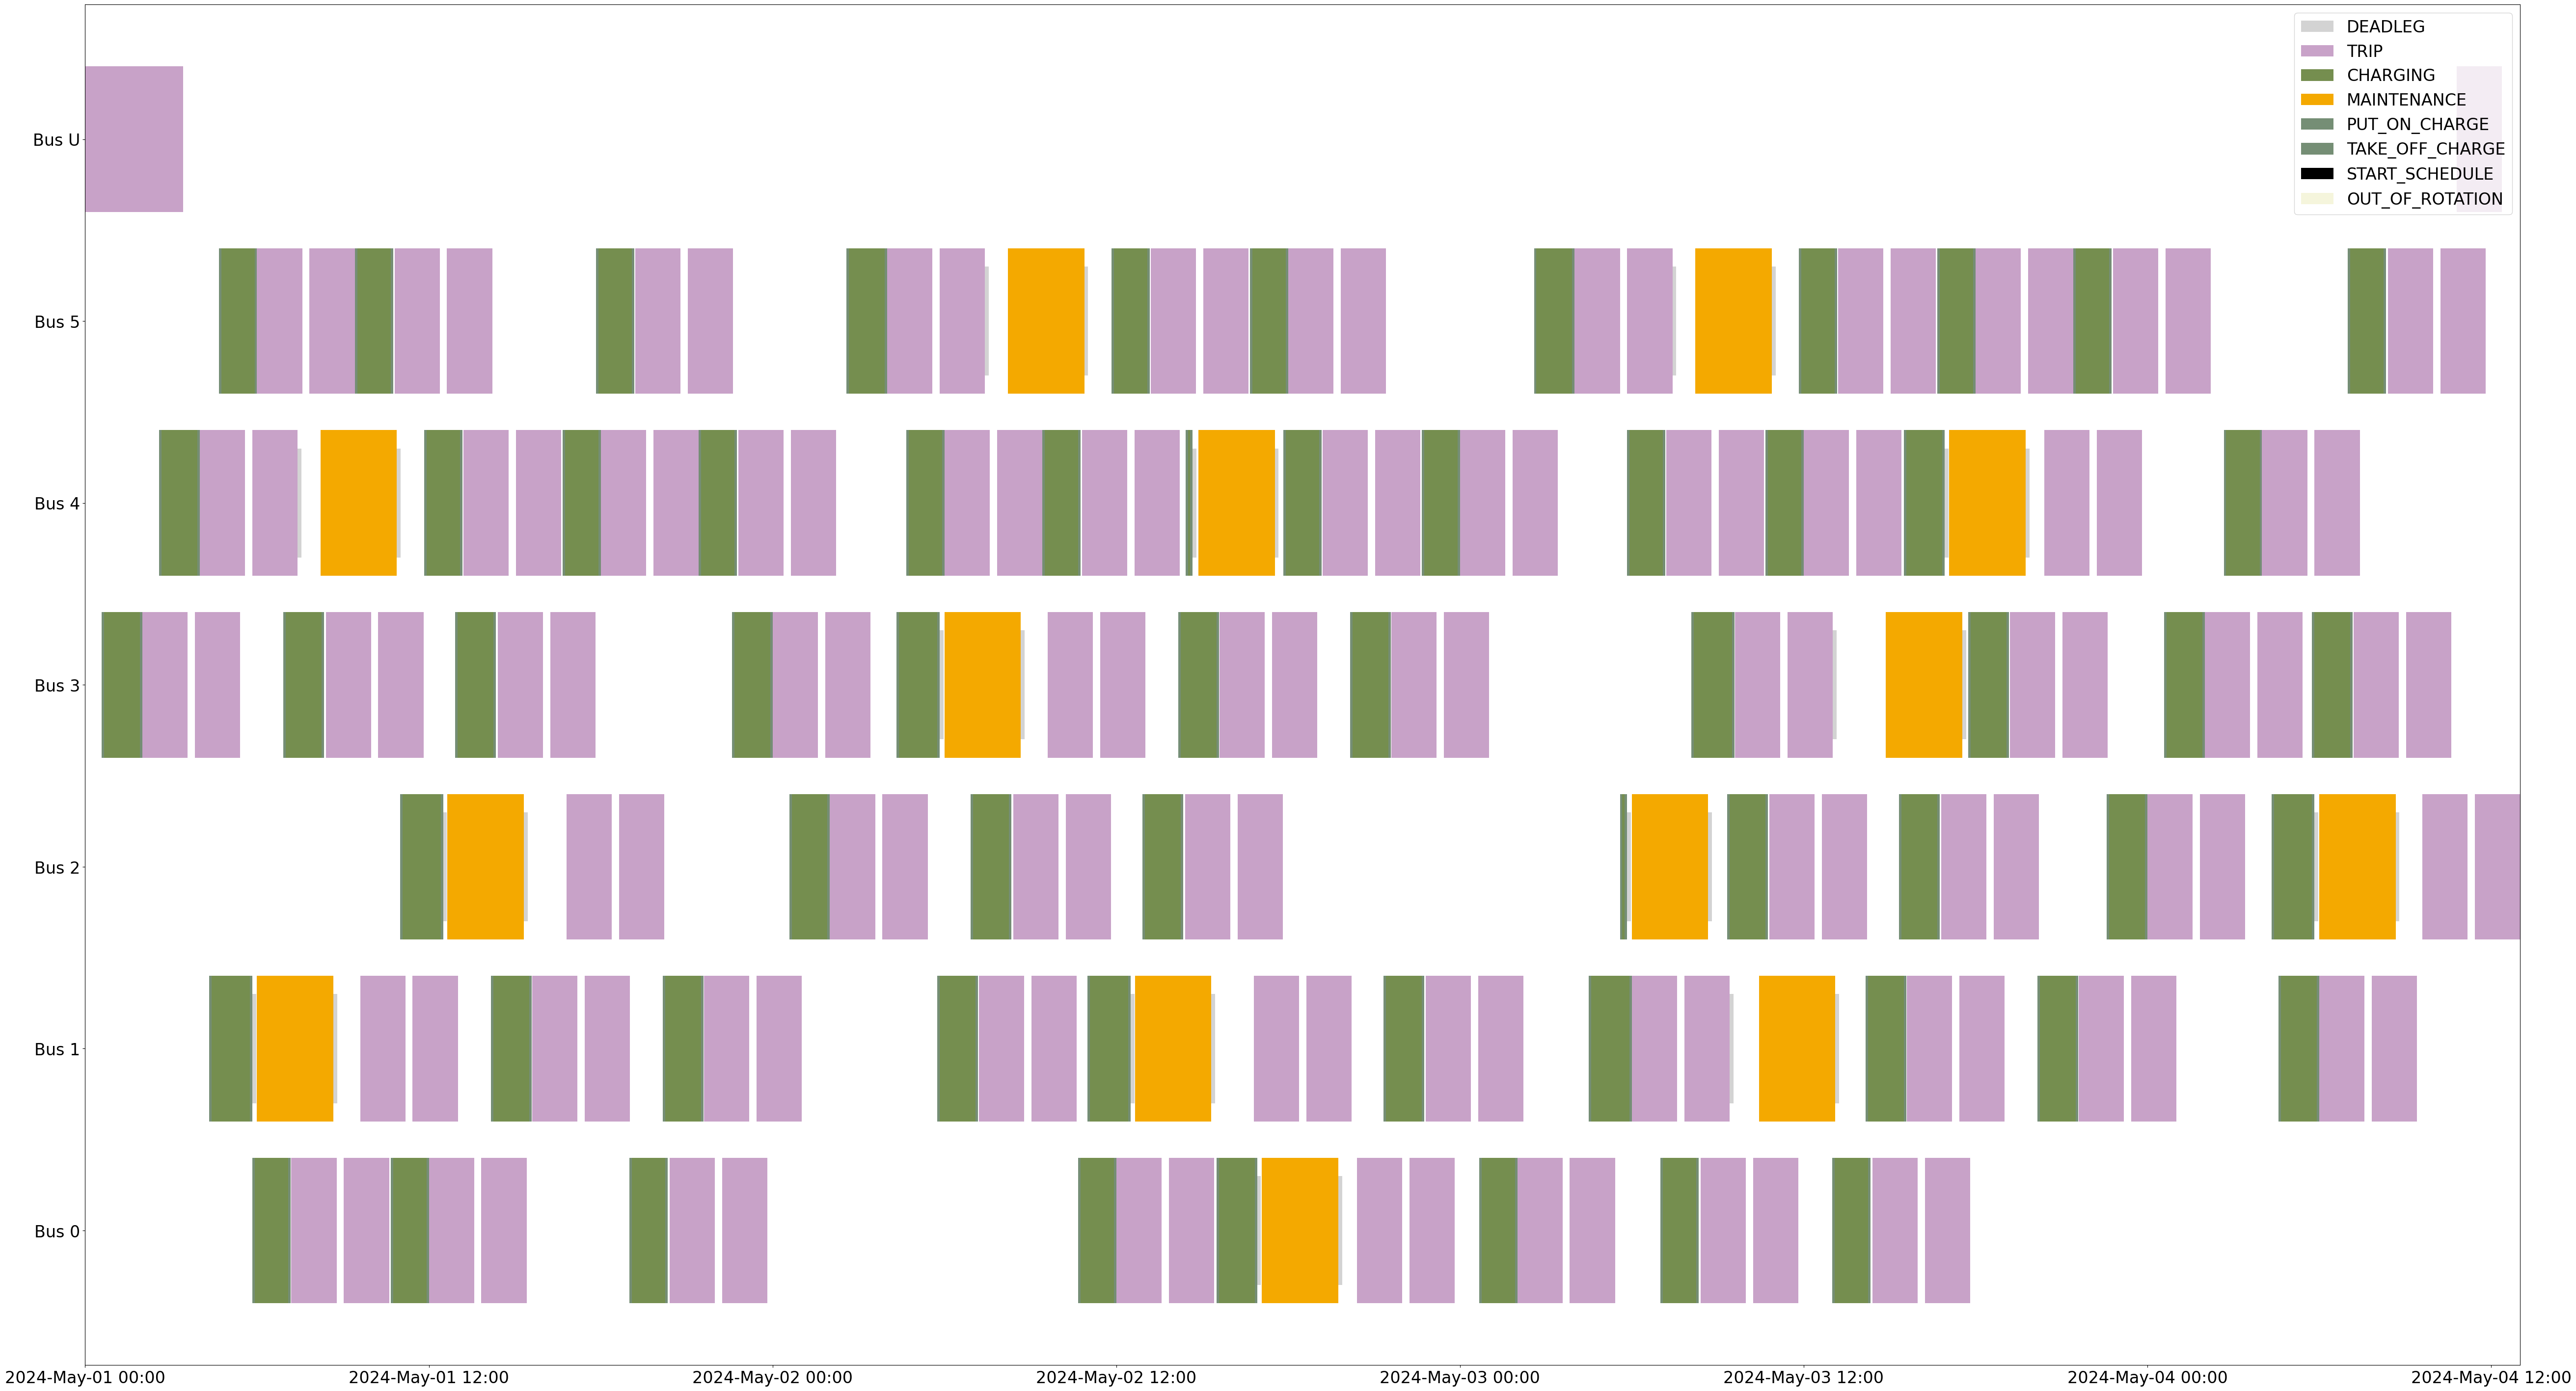 DEADLEG
TRIP
CHARGING
MAINTENANCE
PUT_ON_CHARGE
TAKE_OFF_CHARGE
START_SCHEDULE
OUT_OF_ROTATION
Bus U
Bus 5
Bus 4
Bus 3
Bus 2
Bus 1
Bus 0
2024-May-01 00:00
2024-May-01 12:00
2024-May-02 00:00
2024-May-02 12:00
2024-May-03 00:00
2024-May-03 12:00
2024-May-04 00:00
2024-May-04 12:00